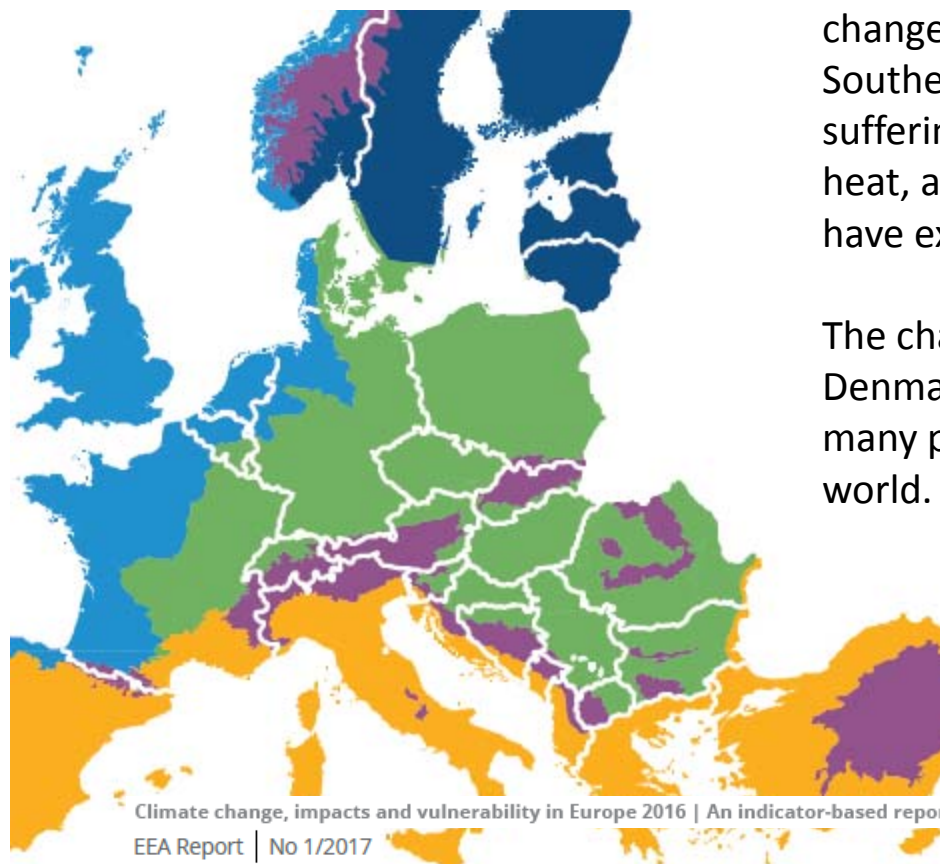 change
Southe
sufferin
heat, a
have ex
The cha
Denma
many p
world.
Climate change, impacts and vulnerability in Europe 2016 | An indicator-based repor
EEA Report | No 1/2017